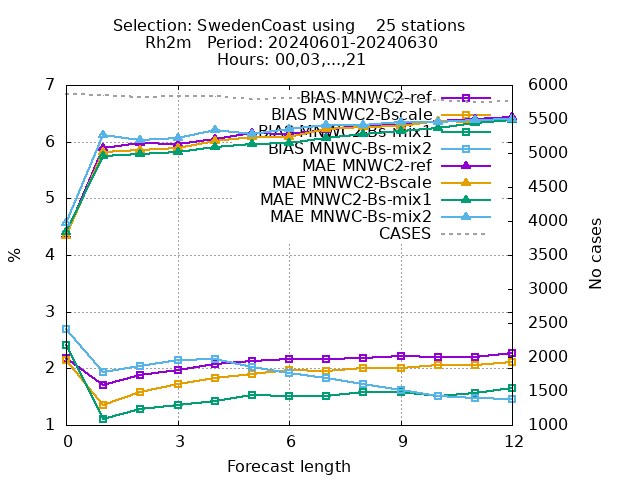 Selection: SwedenCoast using    25 stations
Rh2m   Period: 20240601-20240630
Hours: 00,03,...,21
7
6
5
4
3
2
1
%
6000
5500
5000
4500
4000
3500
3000
2500
2000
1500
1000
No cases
BIAS MNWC2-ref
BIAS MNWC2-Bscale
BIAS MNWC2-Bs-mix1
BIAS MNWC-Bs-mix2
MAE MNWC2-ref
MAE MNWC2-Bscale
MAE MNWC2-Bs-mix1
MAE MNWC-Bs-mix2
CASES
0 3 6 9 12
Forecast length